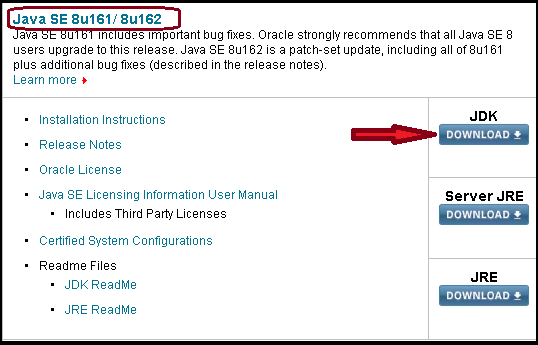 Java SE 8u161/ 8u162
Java SE 8u161 includes important bug fixes. Oracle strongly recommends that all Java SE 8
users upgrade to this release. Java SE 8u162 is a patch-set update, including all of 8u161
plus additional bug fixes (described in the release notes).
Learn more
Installation Instructions
Release Notes
Oracle License
Java SE Licensing Information User Manual
Includes Third Party Licenses
Certified System Configurations
Readme Files
JDK ReadMe
JRE ReadMe
JDK
DOWNLOAD
Server JRE
DOWNLOAD
JRE
DOWNLOAD